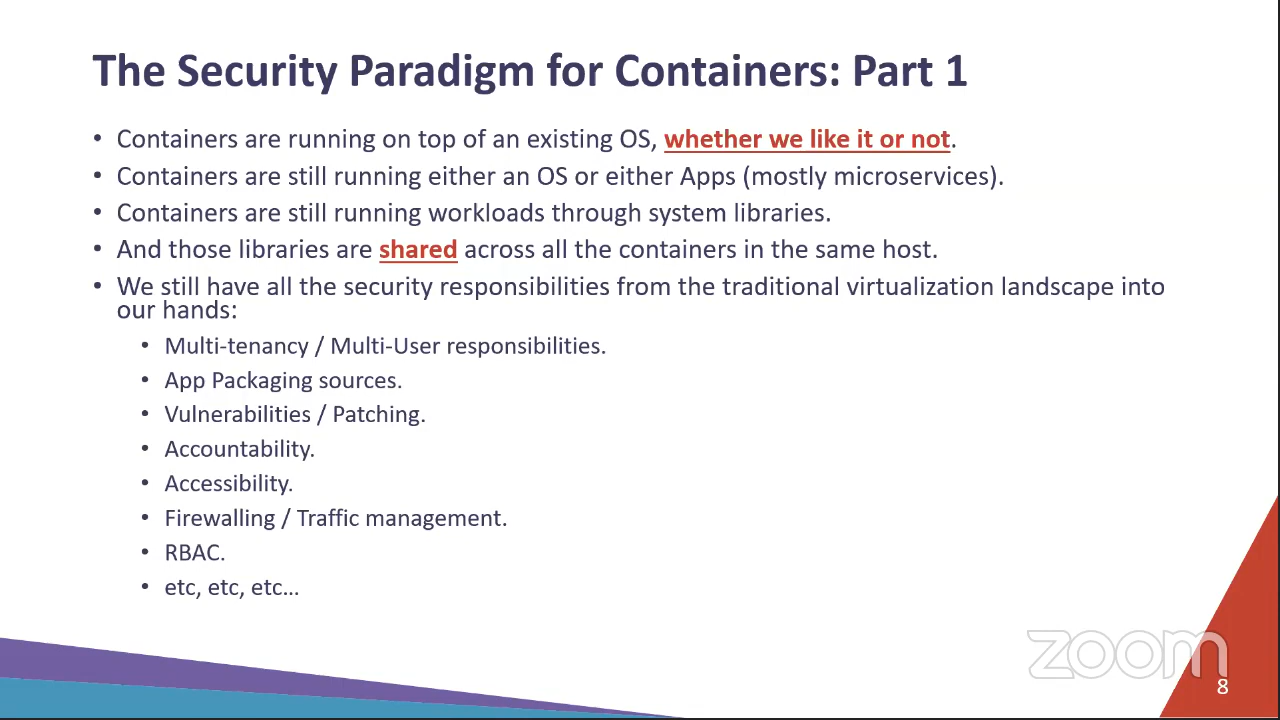 The Security Paradigm for Containers: Part 1
• Containers are running on top of an existing OS, whether we like it or not.
• Containers are still running either an OS or either Apps (mostly microservices).
• Containers are still running workloads through system libraries.
• And those libraries are shared across all the containers in the same host.
• We still have all the security responsibilities from the traditional virtualization landscape into
our hands:
• Multi-tenancy / Multi-User responsibilities.
• App Packaging sources.
• Vulnerabilities / Patching.
• Accountability.
• Accessibility.
• Firewalling / Traffic management.
• RBAC.
• etc, etc, etc…
zoom
8